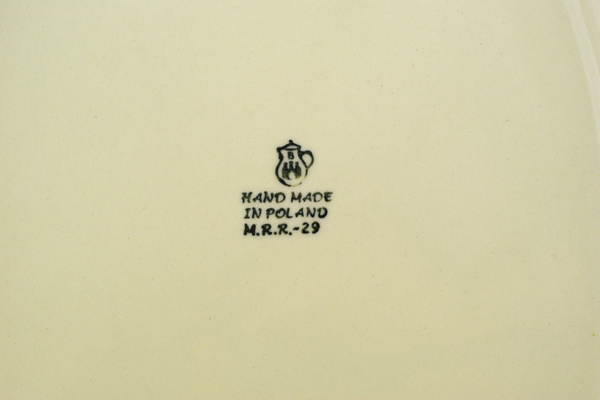 B
HAND MADE
IN POLAND
M.R.R.-29